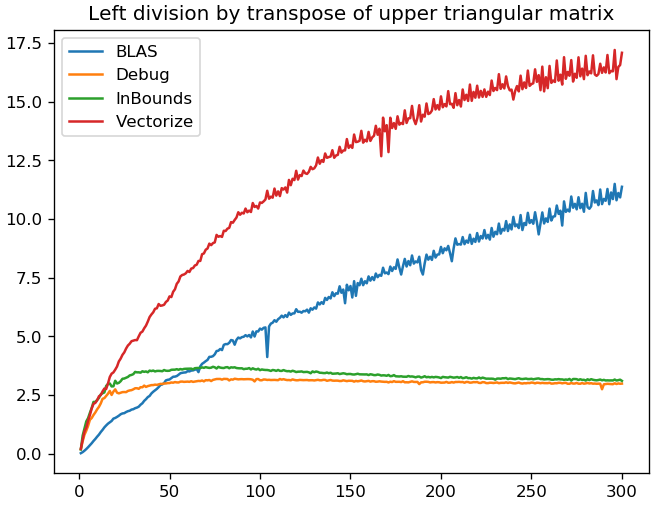 Left division by transpose of upper triangular matrix
17.5
15.0
12.5
10.0
7.5
5.0
2.5
0.0
BLAS
Debug
InBounds
Vectorize
0 50 100 150 200 250 300